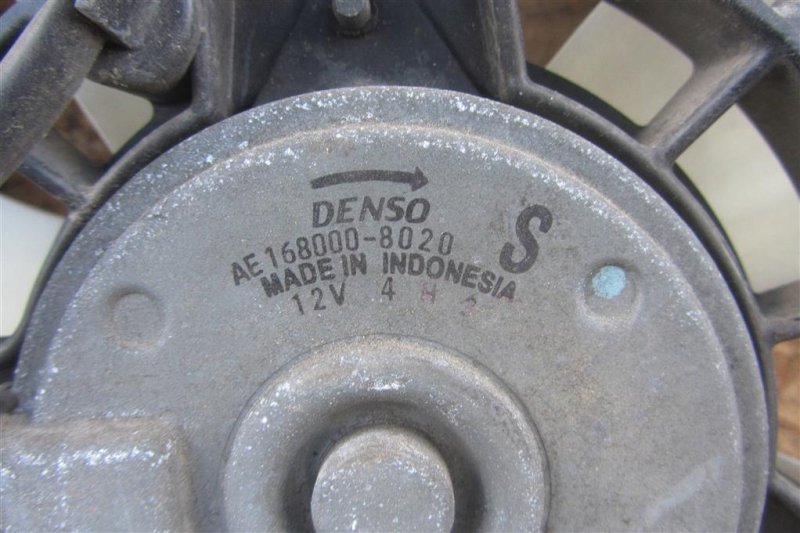 DENSO
S
AE168000-8020
MADE IN INDONESIA
12V 4 H